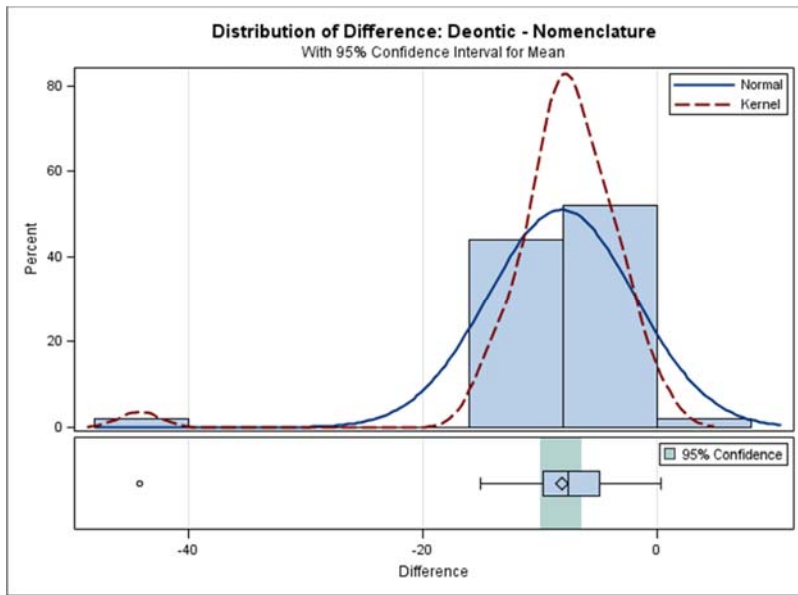 Distribution of Difference: Deontic - Nomenclature
With 95% Confidence Interval for Mean
Normal
Kernel
80
60
40
20
0
Percent
95% Confidence
-40
-20
0
Difference